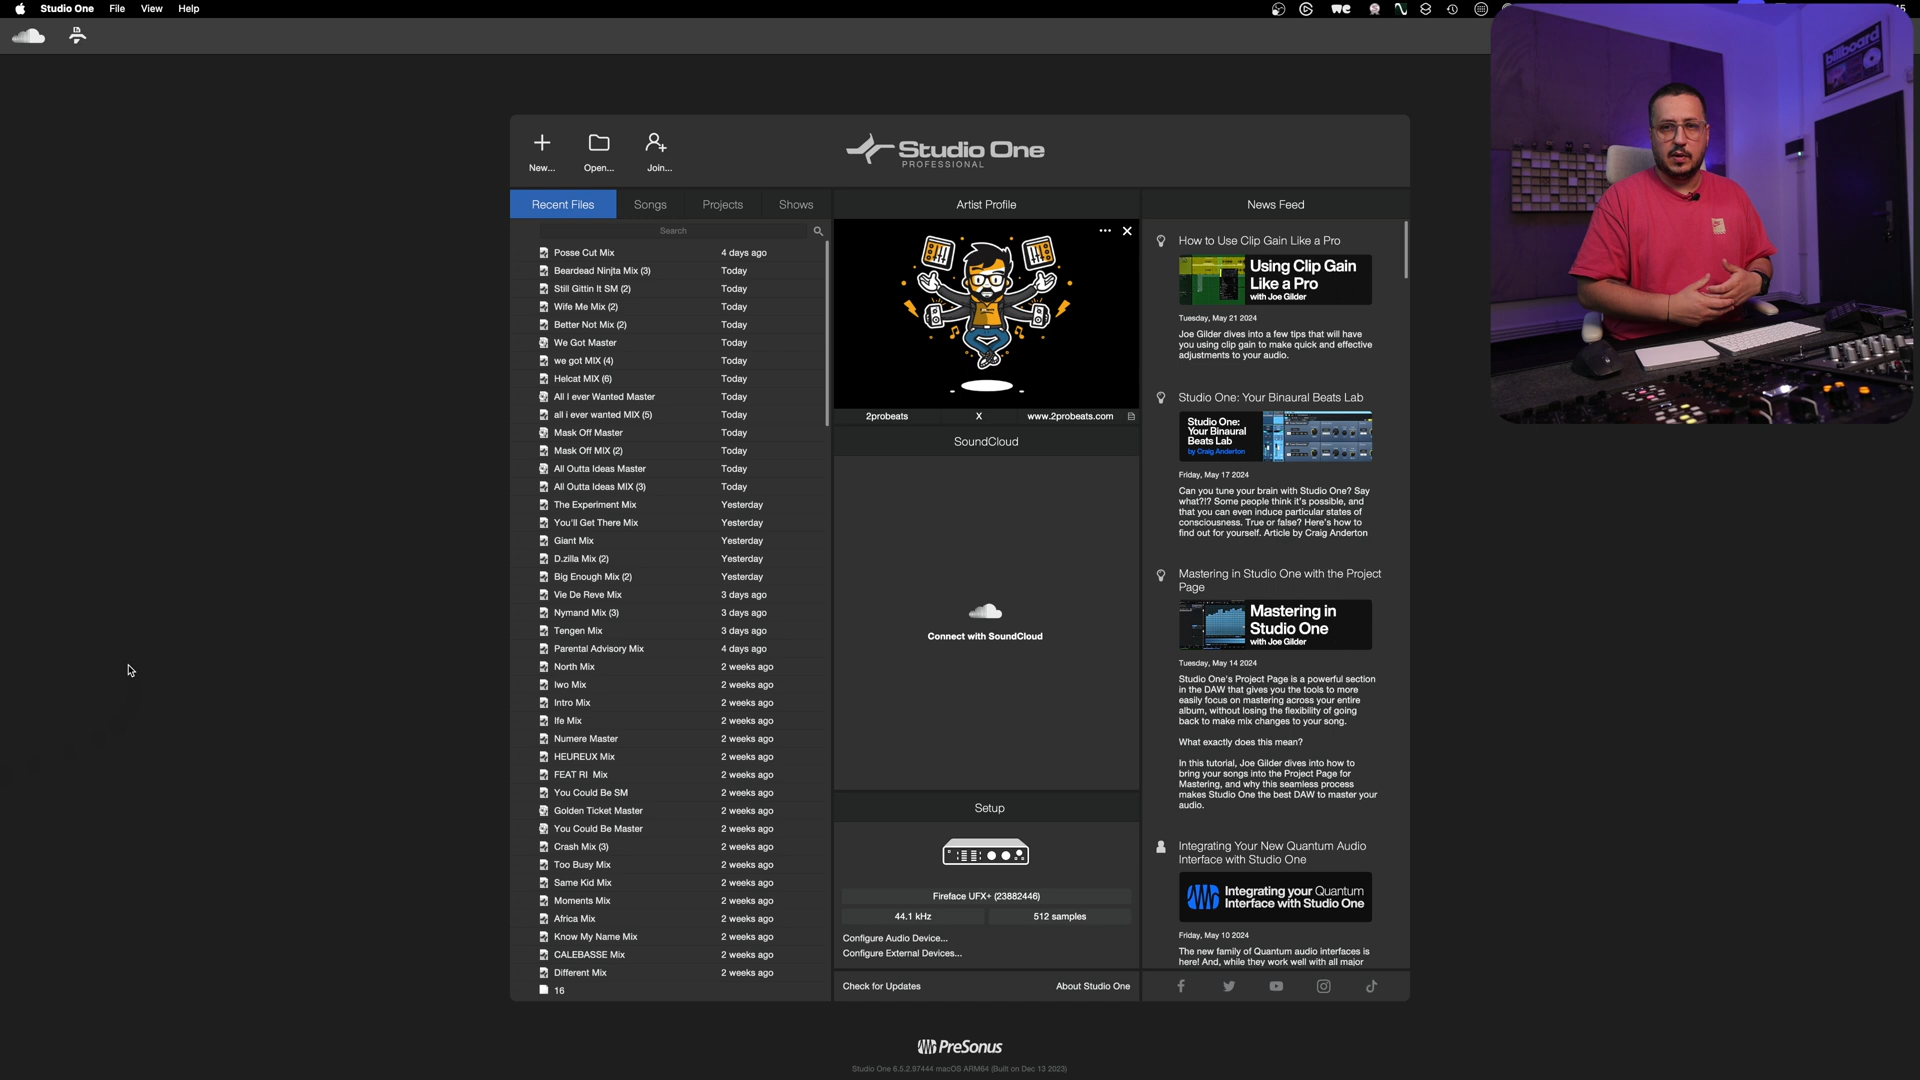 Studio One File View Help
billboard
New... Open... Join...
Studio One
PROFESSIONAL
Recent Files Songs Projects Shows
Search
Posse Cut Mix 4 days ago
Beardead Ninjta Mix (3) Today
Still Gittin It SM (2) Today
Wife Me Mix (2) Today
Better Not Mix (2) Today
We Got Master Today
we got MIX (4) Today
Helcat MIX (6) Today
All I ever Wanted Master Today
all i ever wanted MIX (5) Today
Mask Off Master Today
Mask Off MIX (2) Today
All Outta Ideas Master Today
All Outta Ideas MIX (3) Today
The Experiment Mix Yesterday
You'll Get There Mix Yesterday
Giant Mix Yesterday
D.zilla Mix (2) Yesterday
Big Enough Mix (2) Yesterday
Vie De Reve Mix 3 days ago
Nymand Mix (3) 3 days ago
Tengen Mix 3 days ago
Parental Advisory Mix 4 days ago
North Mix 2 weeks ago
Iwo Mix 2 weeks ago
Intro Mix 2 weeks ago
Ife Mix 2 weeks ago
Numere Master 2 weeks ago
HEUREUX Mix 2 weeks ago
FEAT RI Mix 2 weeks ago
You Could Be SM 2 weeks ago
Golden Ticket Master 2 weeks ago
You Could Be Master 2 weeks ago
Crash Mix (3) 2 weeks ago
Too Busy Mix 2 weeks ago
Same Kid Mix 2 weeks ago
Moments Mix 2 weeks ago
Africa Mix 2 weeks ago
Know My Name Mix 2 weeks ago
CALEBASSE Mix 2 weeks ago
Different Mix 2 weeks ago
16
Artist Profile
2probeats X www.2probeats.com
SoundCloud
Connect with SoundCloud
Setup
Fireface UFX+ (23882446)
44.1 kHz 512 samples
Configure Audio Device...
Configure External Devices...
Check for Updates About Studio One
News Feed
How to Use Clip Gain Like a Pro
Using Clip Gain
Like a Pro
with Joe Gilder
Tuesday, May 21 2024
Joe Gilder dives into a few tips that will have
you using clip gain to make quick and effective
adjustments to your audio.
Studio One: Your Binaural Beats Lab
Studio One:
Your Binaural
Beats Lab
by Craig Anderton
Friday, May 17 2024
Can you tune your brain with Studio One? Say
what?!? Some people think it's possible, and
that you can even induce particular states of
consciousness. True or false? Here's how to
find out for yourself. Article by Craig Anderton
Mastering in Studio One with the Project
Page
Mastering in
Studio One
with Joe Gilder
Tuesday, May 14 2024
Studio One's Project Page is a powerful section
in the DAW that gives you the tools to more
easily focus on mastering across your entire
album, without losing the flexibility of going
back to make mix changes to your song.
What exactly does this mean?
In this tutorial, Joe Gilder dives into how to
bring your songs into the Project Page for
Mastering, and why this seamless process
makes Studio One the best DAW to master your
audio.
Integrating Your New Quantum Audio
Interface with Studio One
Integrating your Quantum
Interface with Studio One
Friday, May 10 2024
The new family of Quantum audio interfaces is
here! And, while they work well with all major
PreSonus
Studio One 6.5.2.97444 macOS ARM64 (Built on Dec 13 2023)